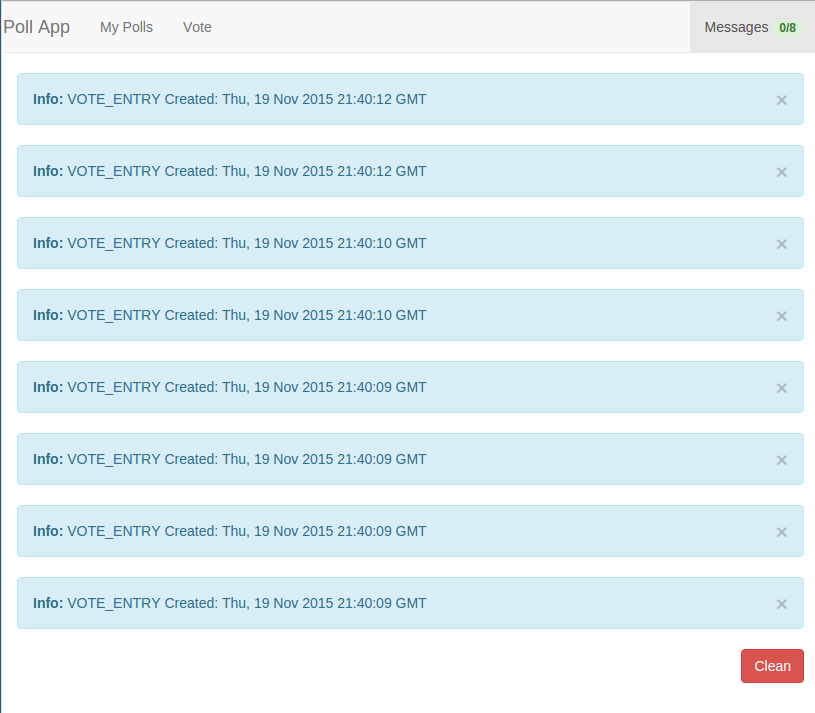 Poll App My Polls Vote Messages 0/8
Info: VOTE_ENTRY Created: Thu, 19 Nov 2015 21:40:12 GMT ×
Info: VOTE_ENTRY Created: Thu, 19 Nov 2015 21:40:12 GMT ×
Info: VOTE_ENTRY Created: Thu, 19 Nov 2015 21:40:10 GMT ×
Info: VOTE_ENTRY Created: Thu, 19 Nov 2015 21:40:10 GMT ×
Info: VOTE_ENTRY Created: Thu, 19 Nov 2015 21:40:09 GMT ×
Info: VOTE_ENTRY Created: Thu, 19 Nov 2015 21:40:09 GMT ×
Info: VOTE_ENTRY Created: Thu, 19 Nov 2015 21:40:09 GMT ×
Info: VOTE_ENTRY Created: Thu, 19 Nov 2015 21:40:09 GMT ×
Clean